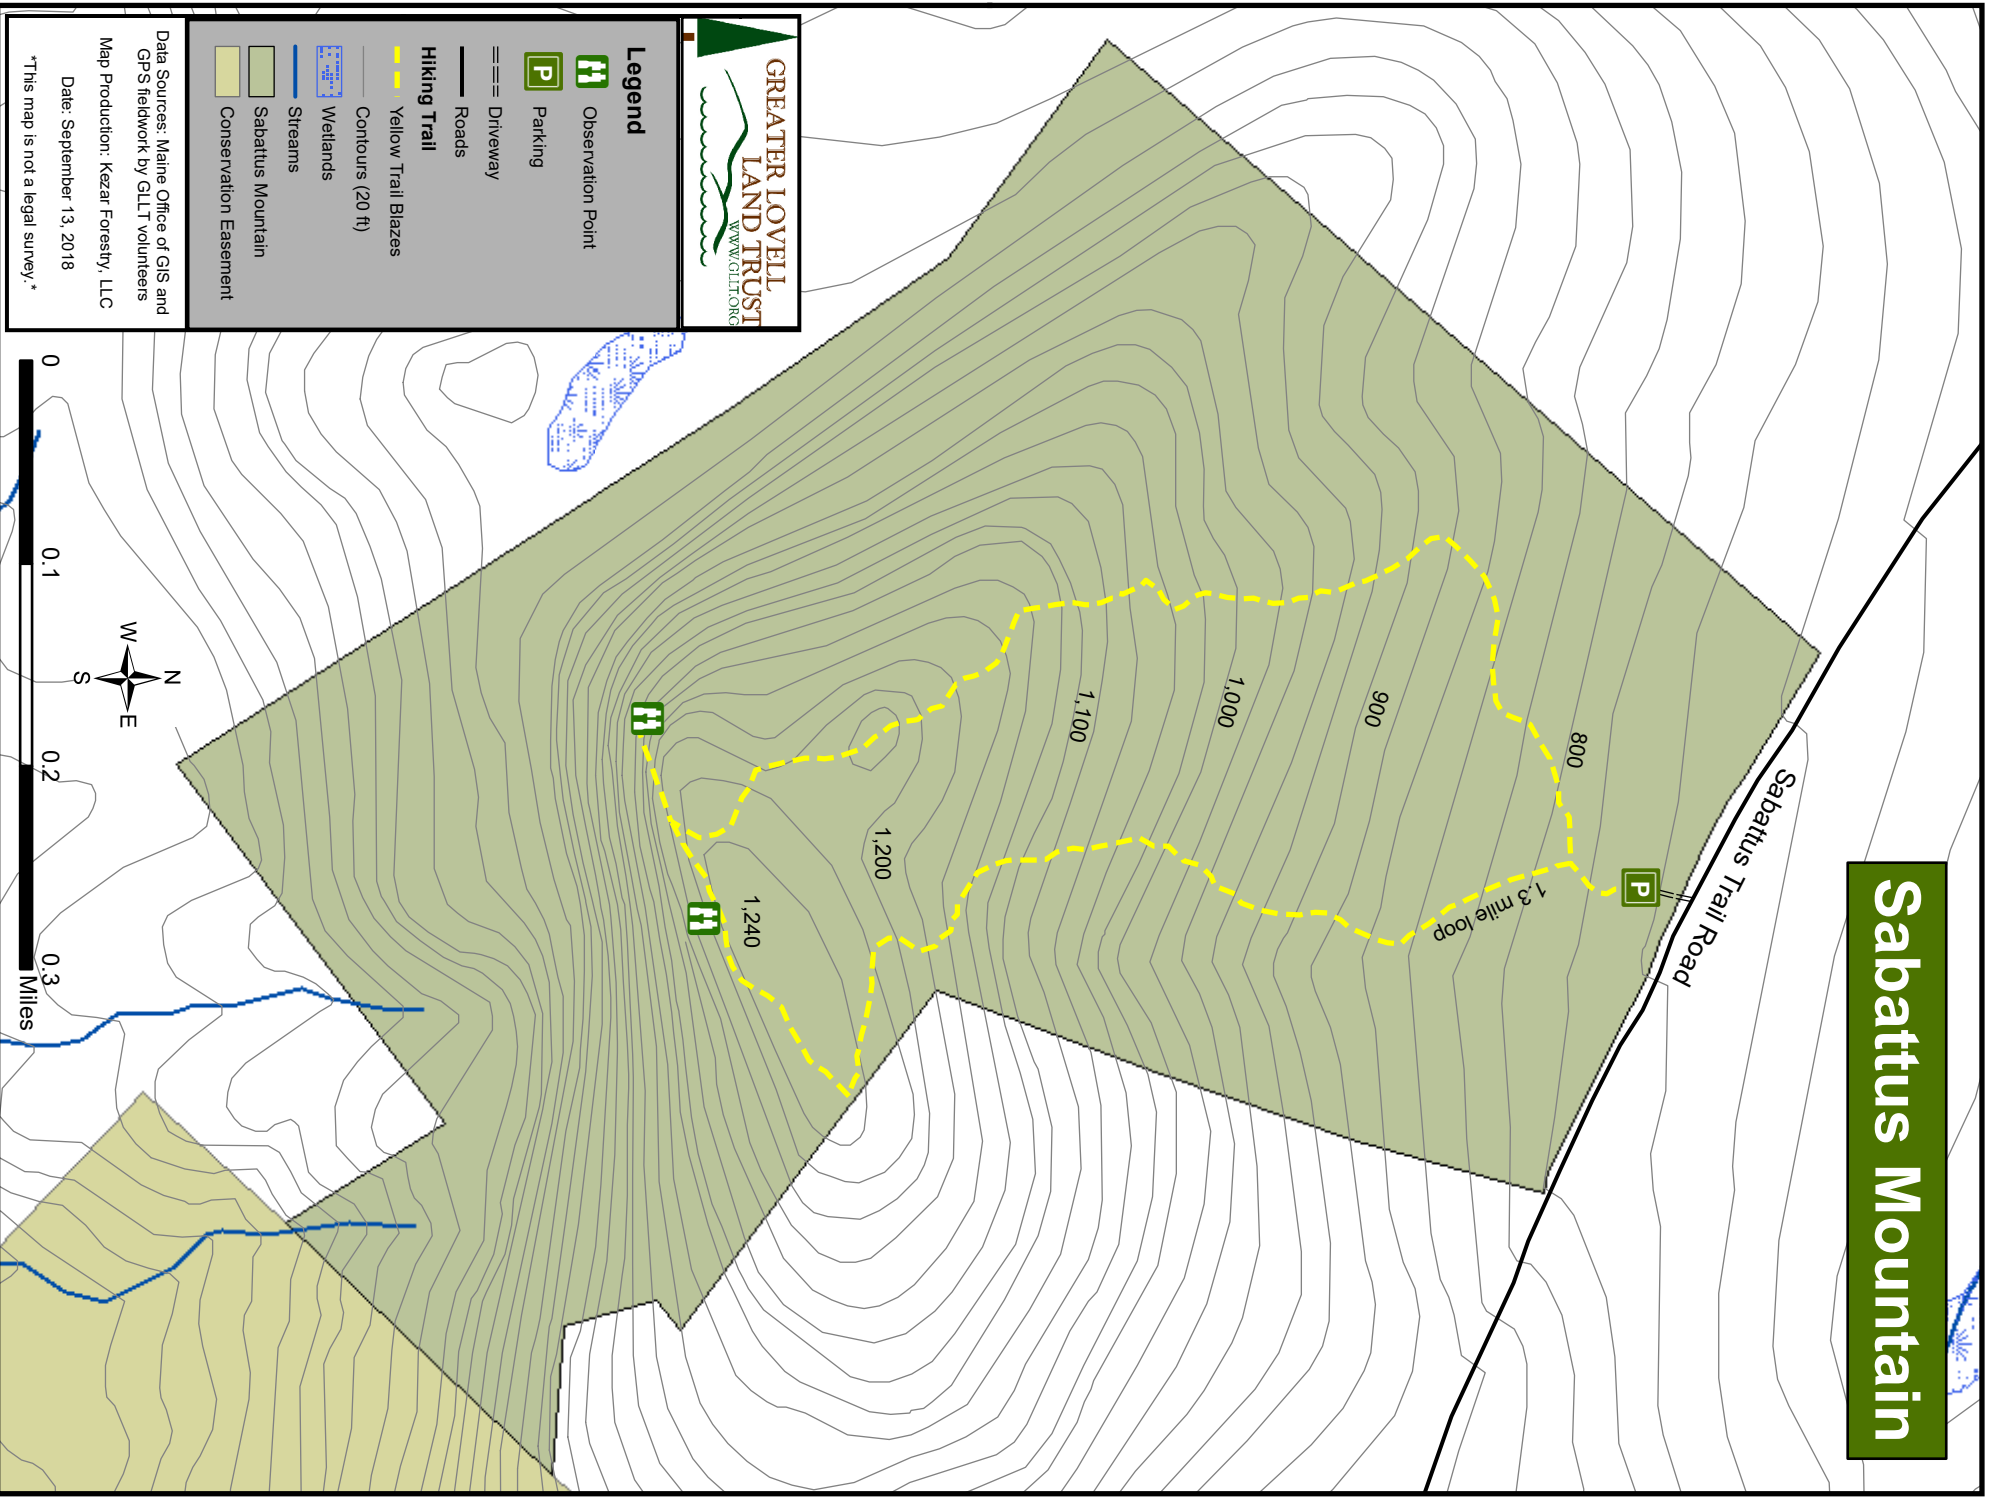 Sabattus Mountain
Sabattus Trail Road
P
1.3 mile loop
800
900
1,000
1,100
1,200
1,240
GREATER LOVELL
LAND TRUST
WWW.GLLT.ORG
Legend
Observation Point
P Parking
Driveway
Roads
Hiking Trail
Yellow Trail Blazes
Contours (20 ft)
Wetlands
Streams
Sabattus Mountain
Conservation Easement
Data Sources: Maine Office of GIS and
GPS fieldwork by GLLT volunteers
Map Production: Kezar Forestry, LLC
Date: September 13, 2018
*This map is not a legal survey.*
N
W E
S
0 0.1 0.2 0.3
Miles